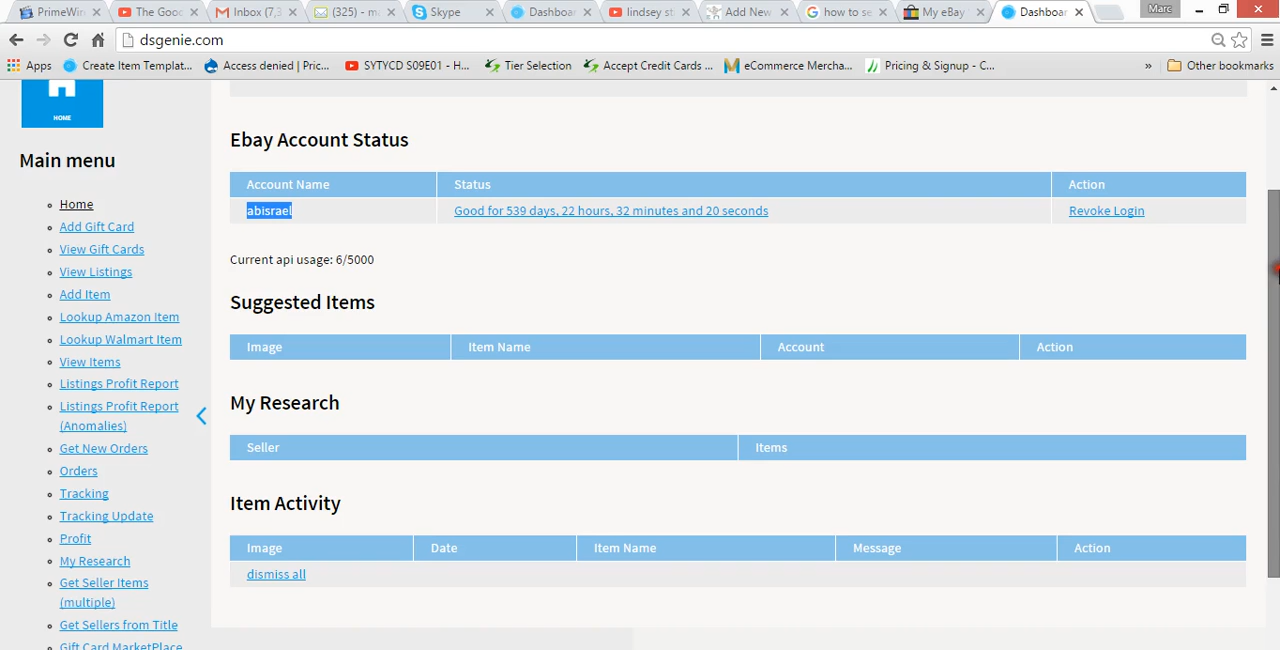 PrimeWin
The Goo
Inbox (7,3
(325) - m
Skype
Dashboa
lindsey st
Add New
how to se
My eBay
Dashboar
Marc
dsgenie.com
Apps
Create Item Templat...
Access denied | Pric...
SYTYCD S09E01 - H...
Tier Selection
Accept Credit Cards ...
eCommerce Mercha...
Pricing & Signup - C...
»
Other bookmarks
HOME
Main menu
Home
Add Gift Card
View Gift Cards
View Listings
Add Item
Lookup Amazon Item
Lookup Walmart Item
View Items
Listings Profit Report
Listings Profit Report
(Anomalies)
Get New Orders
Orders
Tracking
Tracking Update
Profit
My Research
Get Seller Items
(multiple)
Get Sellers from Title
Gift Card MarketPlace
Ebay Account Status
Account Name Status Action
abisrael Good for 539 days, 22 hours, 32 minutes and 20 seconds Revoke Login
Current api usage: 6/5000
Suggested Items
Image Item Name Account Action
My Research
Seller Items
Item Activity
Image Date Item Name Message Action
dismiss all